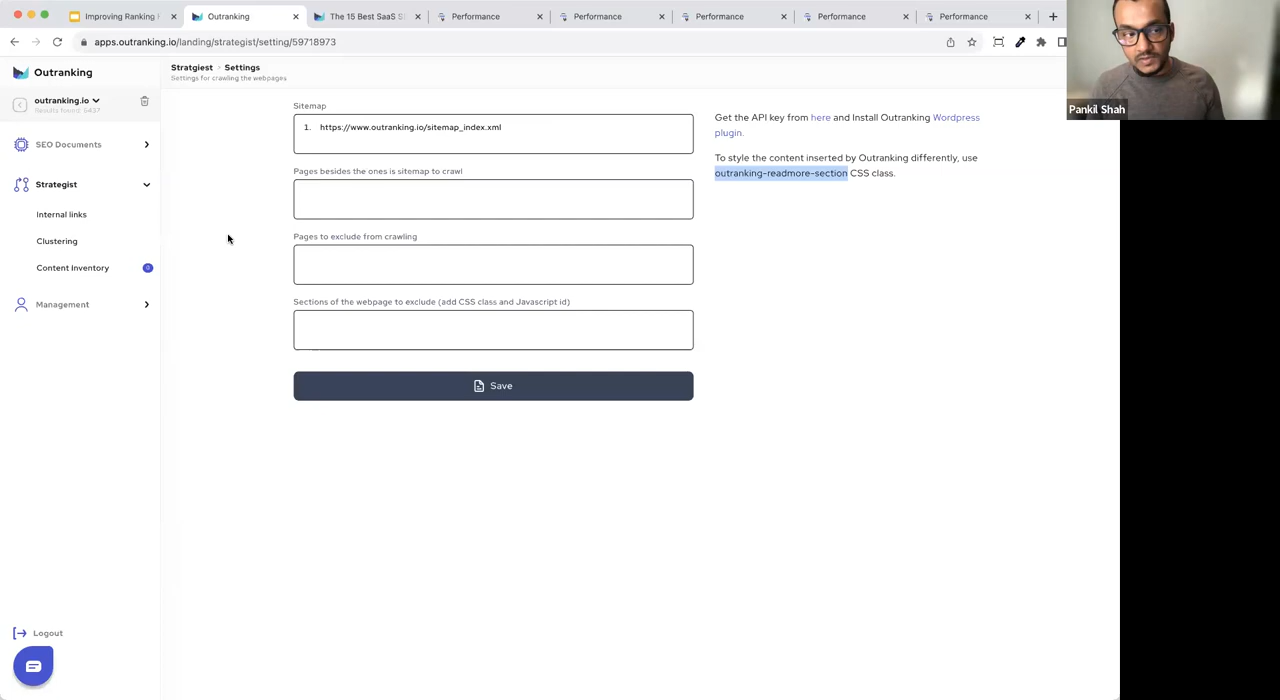 Improving Ranking
Outranking
The 15 Best SaaS S
Performance
Performance
Performance
Performance
Performance
apps.outranking.io/landing/strategist/setting/59718973
Pankil Shah
Outranking
outranking.io
Results found: 5437
SEO Documents
Strategist
Internal links
Clustering
Content Inventory
0
Management
Logout
Stratgiest > Settings
Settings for crawling the webpages
Sitemap
1. https://www.outranking.io/sitemap_index.xml
Pages besides the ones is sitemap to crawl
Pages to exclude from crawling
Sections of the webpage to exclude (add CSS class and Javascript id)
Save
Get the API key from here and Install Outranking Wordpress
plugin.
To style the content inserted by Outranking differently, use
outranking-readmore-section CSS class.